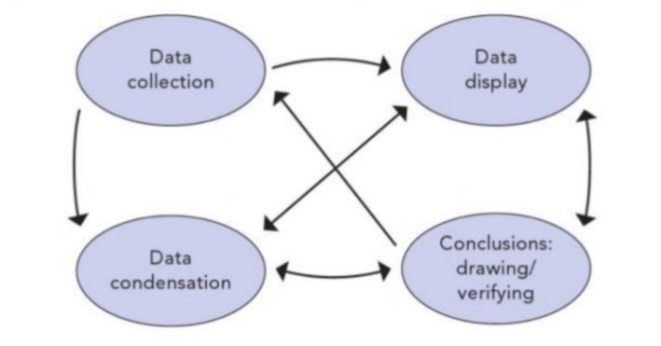 Data
collection
Data
display
Data
condensation
Conclusions:
drawing/
verifying